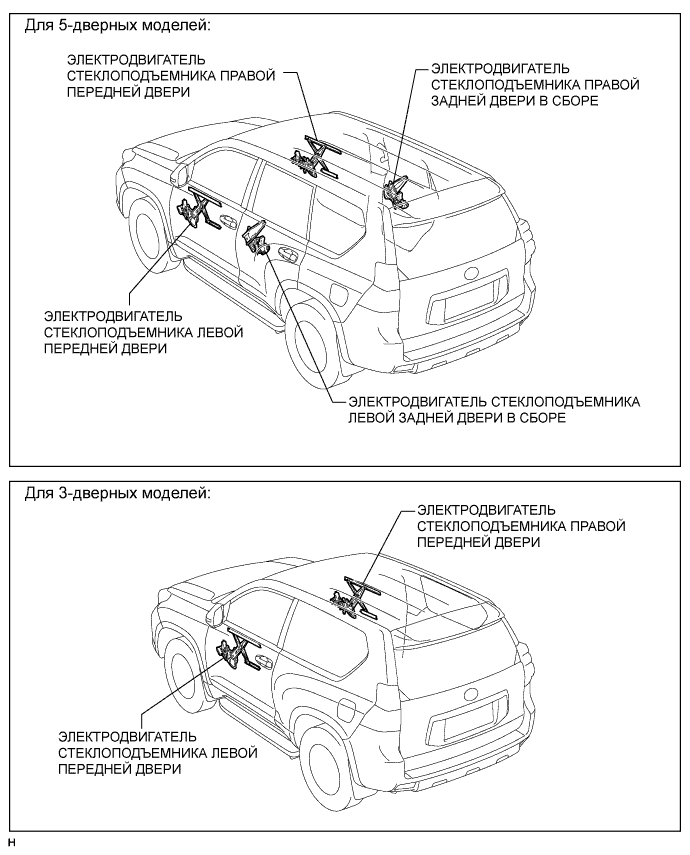 Для 5-дверных моделей:
ЭЛЕКТРОДВИГАТЕЛЬ
СТЕКЛОПОДЪЕМНИКА ПРАВОЙ
ПЕРЕДНЕЙ ДВЕРИ
ЭЛЕКТРОДВИГАТЕЛЬ
СТЕКЛОПОДЪЕМНИКА ПРАВОЙ
ЗАДНЕЙ ДВЕРИ В СБОРЕ
ЭЛЕКТРОДВИГАТЕЛЬ
СТЕКЛОПОДЪЕМНИКА ЛЕВОЙ
ПЕРЕДНЕЙ ДВЕРИ
ЭЛЕКТРОДВИГАТЕЛЬ СТЕКЛОПОДЪЕМНИКА
ЛЕВОЙ ЗАДНЕЙ ДВЕРИ В СБОРЕ
Для 3-дверных моделей:
ЭЛЕКТРОДВИГАТЕЛЬ
СТЕКЛОПОДЪЕМНИКА ПРАВОЙ
ПЕРЕДНЕЙ ДВЕРИ
ЭЛЕКТРОДВИГАТЕЛЬ
СТЕКЛОПОДЪЕМНИКА ЛЕВОЙ
ПЕРЕДНЕЙ ДВЕРИ
н